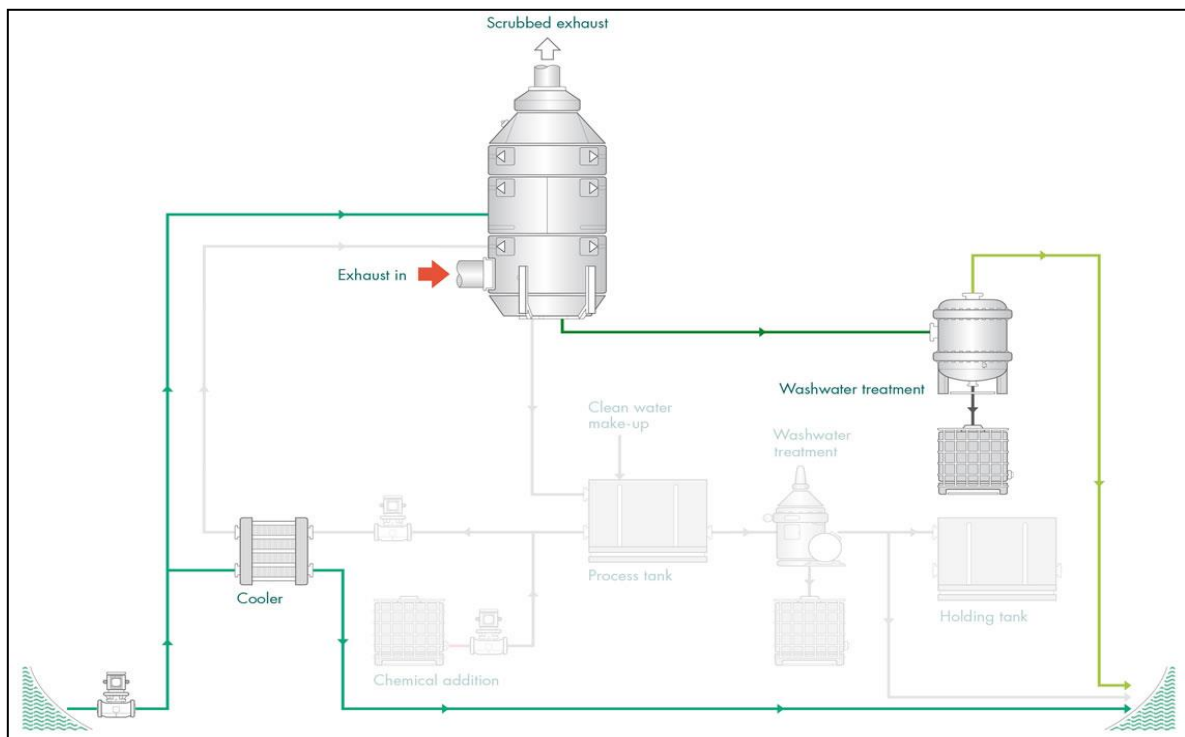 Scrubbed exhaust
Exhaust in
Washwater treatment
Clean water
make-up
Washwater
treatment
Process tank
Cooler
Holding tank
Chemical addition